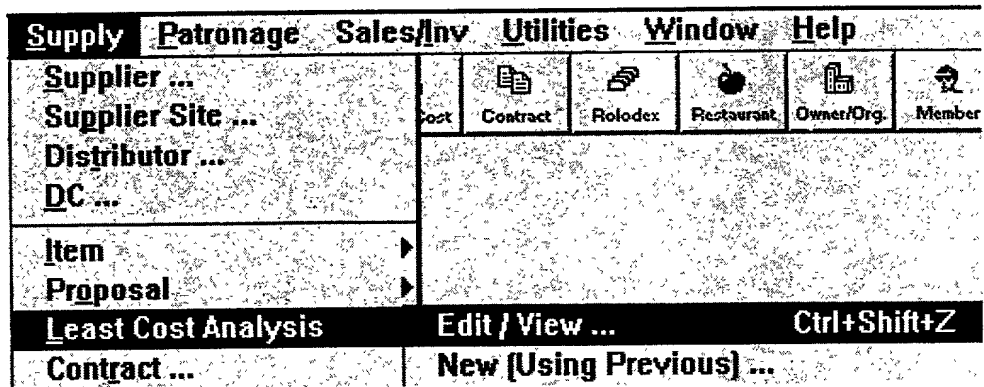 Supply Patronage Sales/Inv Utilities Window Help
Supplier ...
Supplier Site ...
Distributor ...
DC ...
Cost Contract Rolodex Restaurant Owner/Org. Member
Item
Proposal
Least Cost Analysis Edit / View ... Ctrl+Shift+Z
Contract ... New (Using Previous) ...